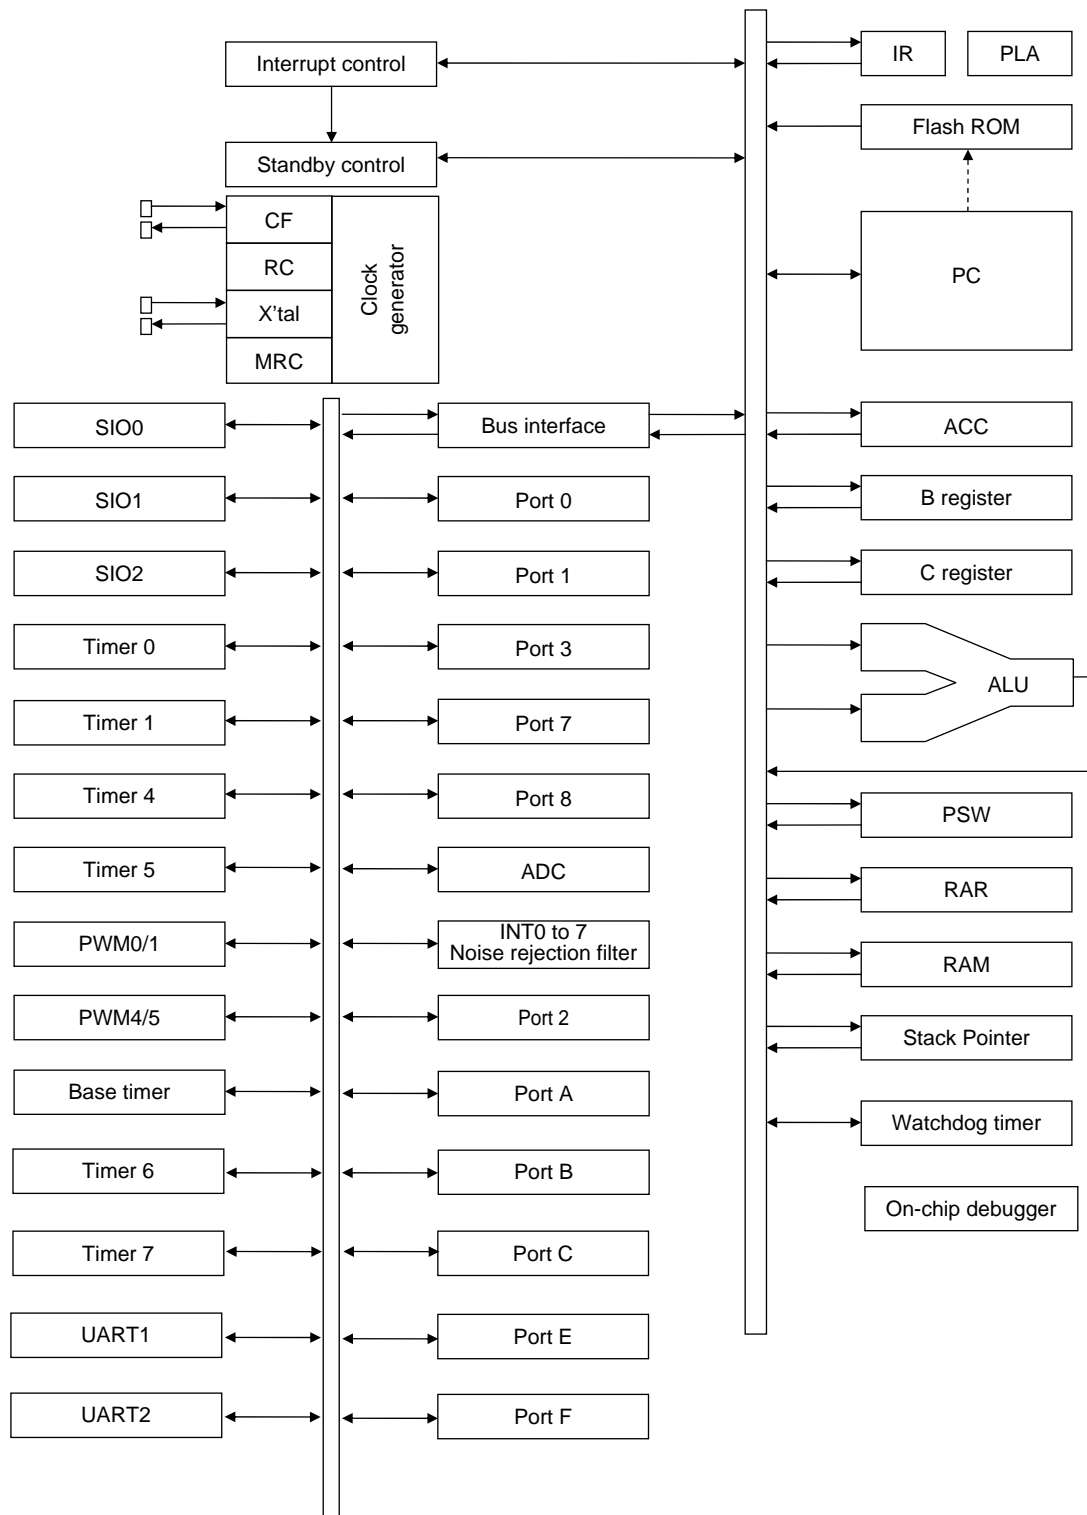 Interrupt control
IR
PLA
Flash ROM
Standby control
CF
RC
X'tal
MRC
Clock
generator
PC
SIO0
Bus interface
ACC
SIO1
Port 0
B register
SIO2
Port 1
C register
Timer 0
Port 3
ALU
Timer 1
Port 7
Timer 4
Port 8
PSW
Timer 5
ADC
RAR
PWM0/1
INT0 to 7
Noise rejection filter
RAM
PWM4/5
Port 2
Stack Pointer
Base timer
Port A
Watchdog timer
Timer 6
Port B
On-chip debugger
Timer 7
Port C
UART1
Port E
UART2
Port F